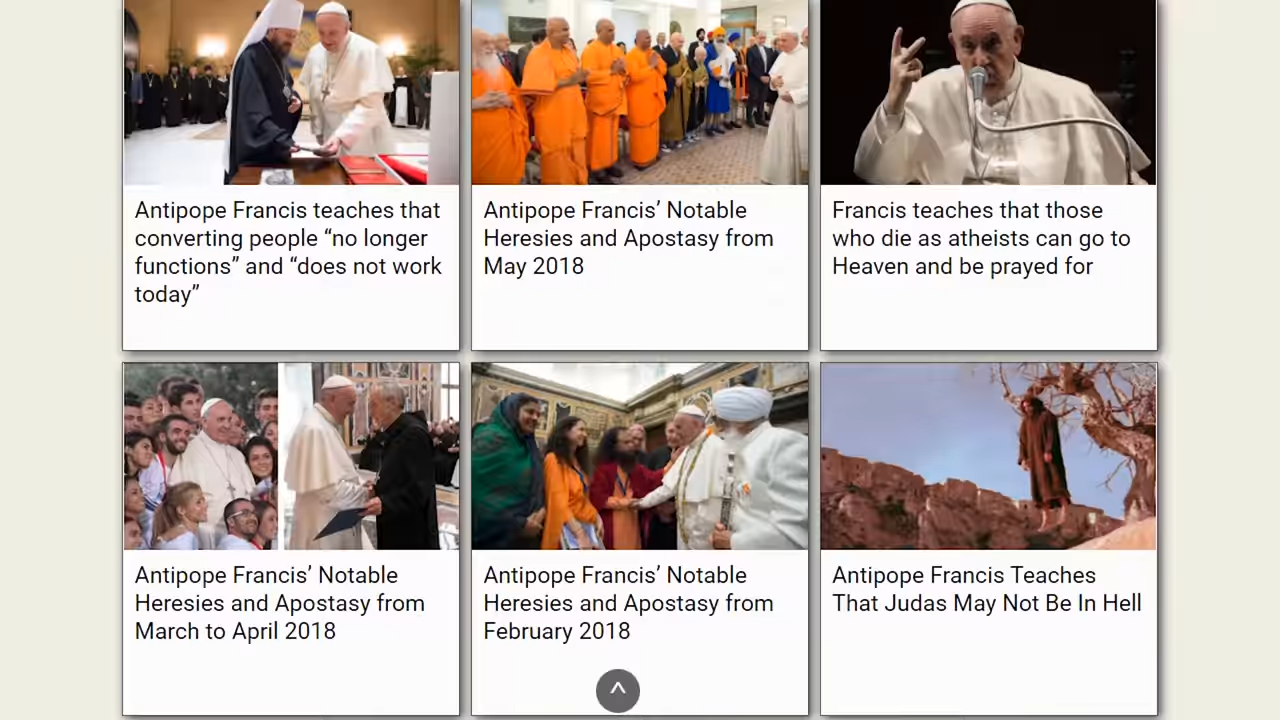 Antipope Francis teaches that
converting people “no longer
functions” and “does not work
today”
Antipope Francis’ Notable
Heresies and Apostasy from
May 2018
Francis teaches that those
who die as atheists can go to
Heaven and be prayed for
Antipope Francis’ Notable
Heresies and Apostasy from
March to April 2018
Antipope Francis’ Notable
Heresies and Apostasy from
February 2018
Antipope Francis Teaches
That Judas May Not Be In Hell